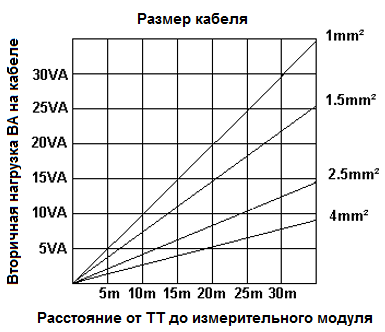 Размер кабеля
Вторичная нагрузка ВА на кабеле
30VA
25VA
20VA
15VA
10VA
5VA
1mm²
1.5mm²
2.5mm²
4mm²
5m 10m 15m 20m 25m 30m
Расстояние от ТТ до измерительного модуля